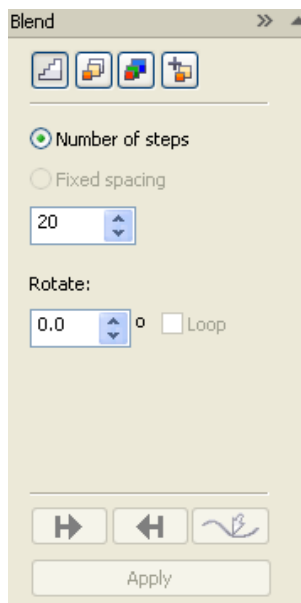 Blend
Number of steps
Fixed spacing
20
Rotate:
0.0 ° Loop
Apply